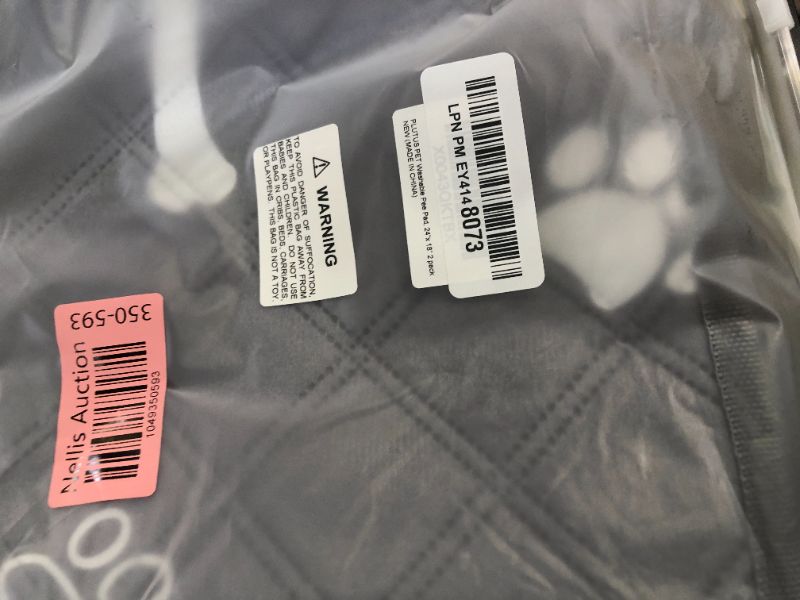 LPN PM EY4148073
PLUTUS PET Washable Pee Pad, 24"x 18" 2 pack
NEW (MADE IN CHINA)
WARNING
TO AVOID DANGER OF SUFFOCATION,
KEEP THIS PLASTIC BAG AWAY FROM
BABIES AND CHILDREN. DO NOT USE
THIS BAG IN CRIBS, BEDS, CARRIAGES,
OR PLAYPENS. THIS BAG IS NOT A TOY.
350-593
Nellis Auction
1049350593